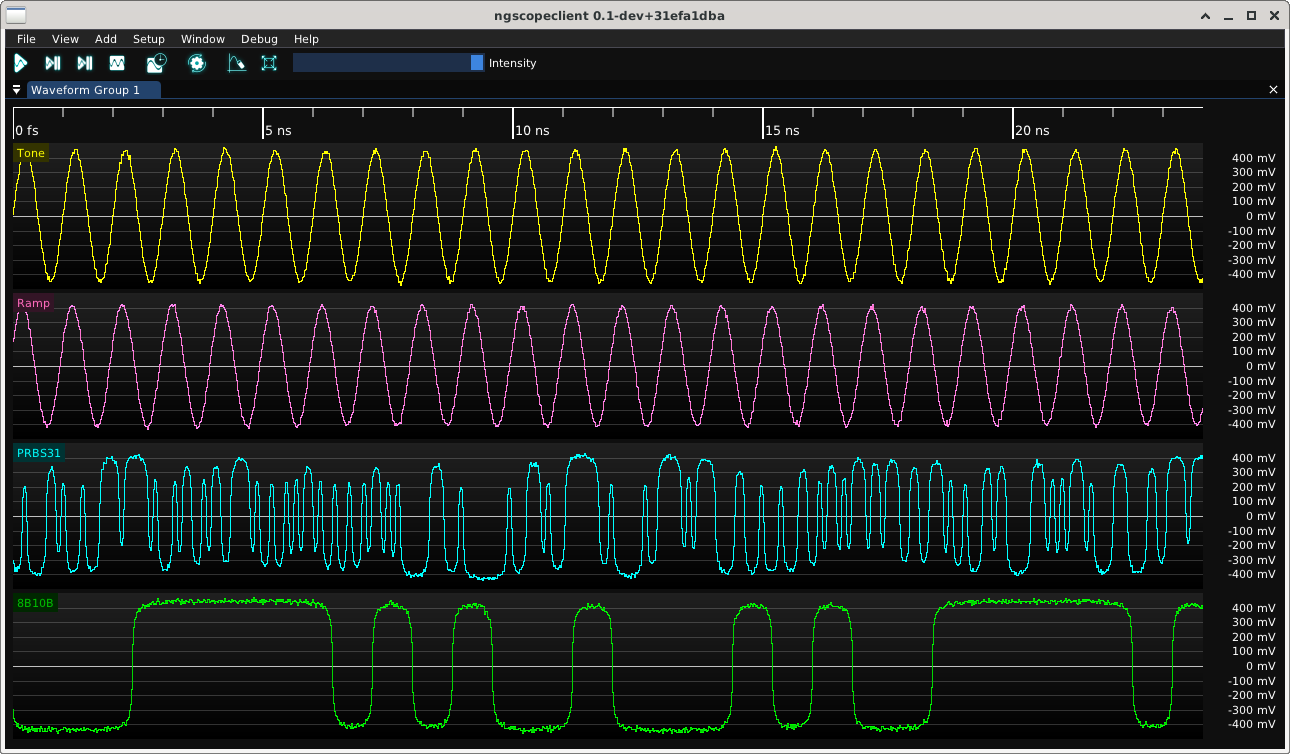 ngscopeclient 0.1-dev+31efa1dba
File View Add Setup Window Debug Help
Intensity
Waveform Group 1
0 fs 5 ns 10 ns 15 ns 20 ns
Tone
400 mV
300 mV
200 mV
100 mV
0 mV
-100 mV
-200 mV
-300 mV
-400 mV
Ramp
400 mV
300 mV
200 mV
100 mV
0 mV
-100 mV
-200 mV
-300 mV
-400 mV
PRBS31
400 mV
300 mV
200 mV
100 mV
0 mV
-100 mV
-200 mV
-300 mV
-400 mV
8B10B
400 mV
300 mV
200 mV
100 mV
0 mV
-100 mV
-200 mV
-300 mV
-400 mV